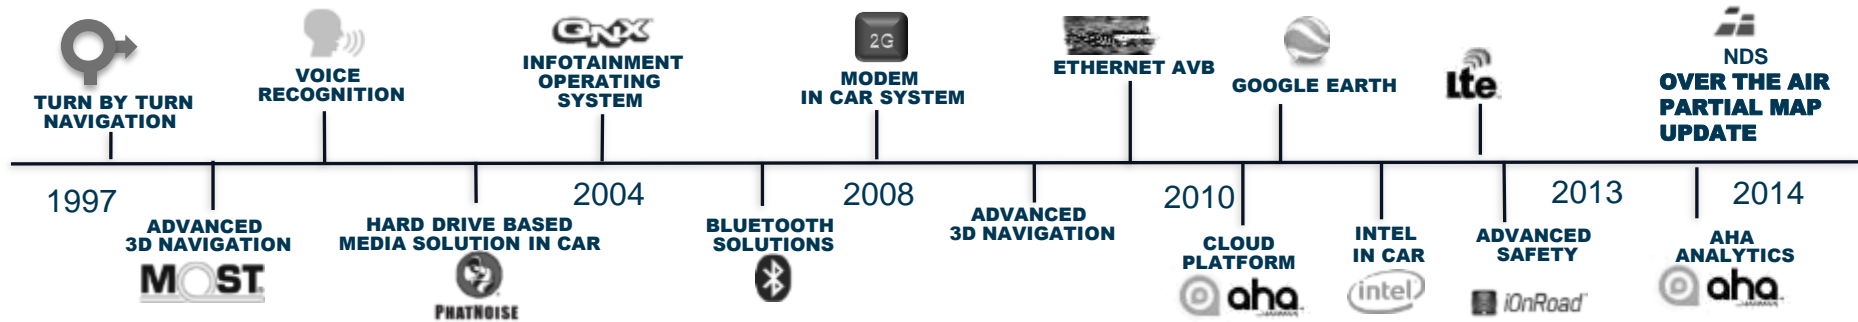 TURN BY TURN
NAVIGATION
VOICE
RECOGNITION
QNX
INFOTAINMENT
OPERATING
SYSTEM
2G
MODEM
IN CAR SYSTEM
ETHERNET AVB
GOOGLE EARTH
Lte
NDS
OVER THE AIR
PARTIAL MAP
UPDATE
1997
2004
2008
2010
2013
2014
ADVANCED
3D NAVIGATION
MOST
HARD DRIVE BASED
MEDIA SOLUTION IN CAR
PHATNOISE
BLUETOOTH
SOLUTIONS
ADVANCED
3D NAVIGATION
CLOUD
PLATFORM
aha
INTEL
IN CAR
intel
ADVANCED
SAFETY
iOnRoad
AHA
ANALYTICS
aha